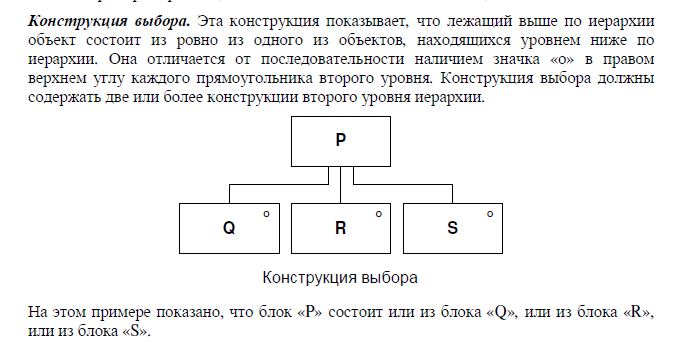 Конструкция выбора. Эта конструкция показывает, что лежащий выше по иерархии
объект состоит из ровно из одного из объектов, находящихся уровнем ниже по
иерархии. Она отличается от последовательности наличием значка «о» в правом
верхнем углу каждого прямоугольника второго уровня. Конструкция выбора должны
содержать две или более конструкции второго уровня иерархии.
P
Q o R o S o
Конструкция выбора
На этом примере показано, что блок «P» состоит или из блока «Q», или из блока «R»,
или из блока «S».